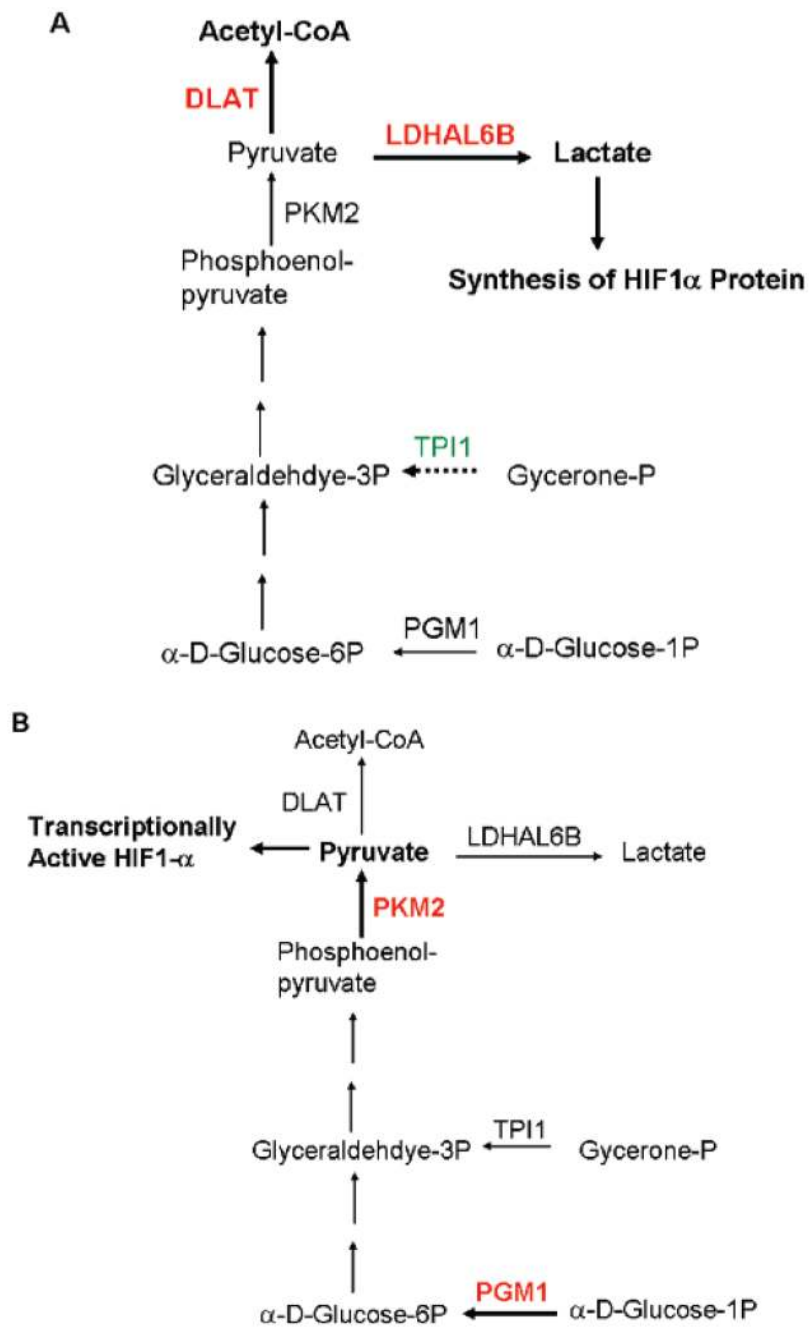 A
Acetyl-CoA
DLAT
LDHAL6B
Pyruvate
Lactate
PKM2
Phosphoenol-
pyruvate
Synthesis of HIF1α Protein
TPI1
Glyceraldehdye-3P
Gycerone-P
PGM1
α-D-Glucose-6P
α-D-Glucose-1P
B
Acetyl-CoA
DLAT
Transcriptionally
Active HIF1-α
Pyruvate
LDHAL6B
Lactate
PKM2
Phosphoenol-
pyruvate
TPI1
Glyceraldehdye-3P
Gycerone-P
PGM1
α-D-Glucose-6P
α-D-Glucose-1P